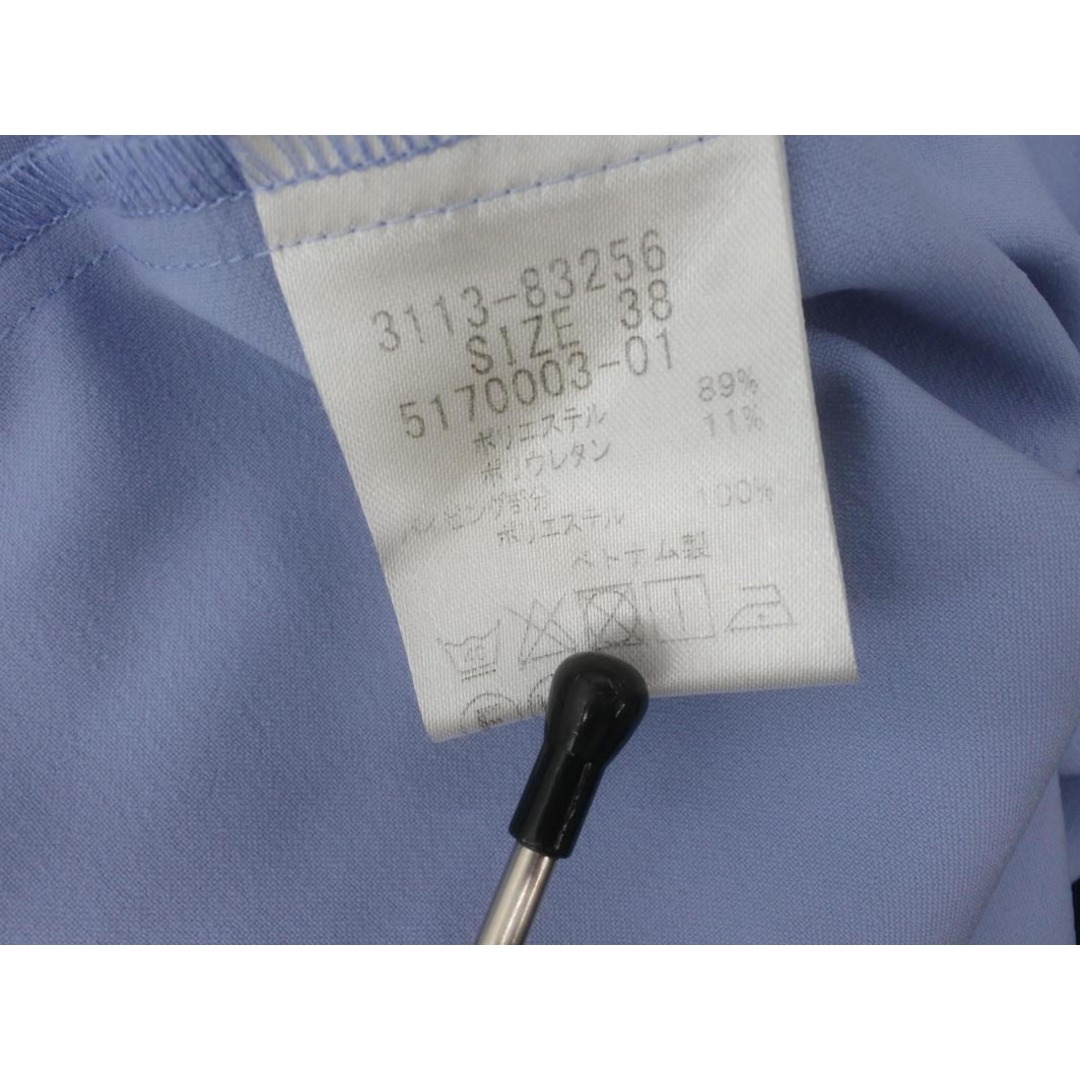 3113-83256
SIZE 38
5170003-01
ポリエステル 89%
ポリウレタン 11%
パイピング部分
ポリエステル 100%
ベトナム製